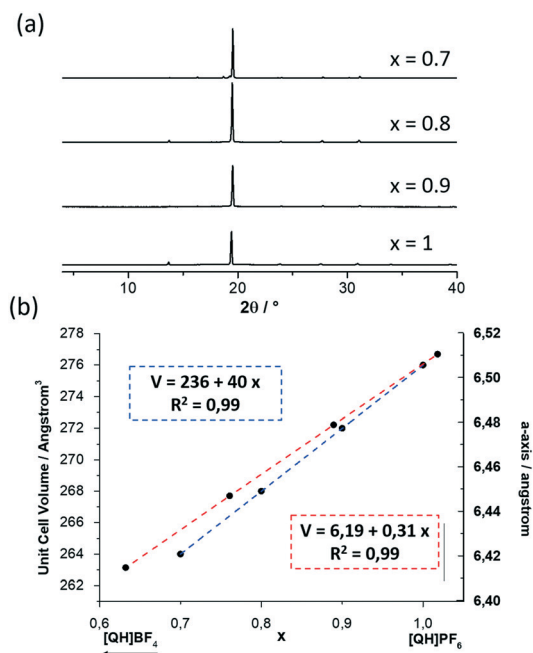 (a)
x = 0.7
x = 0.8
x = 0.9
x = 1
10 20 30 40
2θ / °
(b)
278
276
274
272
270
268
266
264
262
Unit Cell Volume / Angstrom³
V = 236 + 40 x
R² = 0,99
V = 6,19 + 0,31 x
R² = 0,99
6,52
6,50
6,48
6,46
6,44
6,42
6,40
a-axis / angstrom
0,6 0,7 0,8 0,9 1,0
[QH]BF₄ x [QH]PF₆